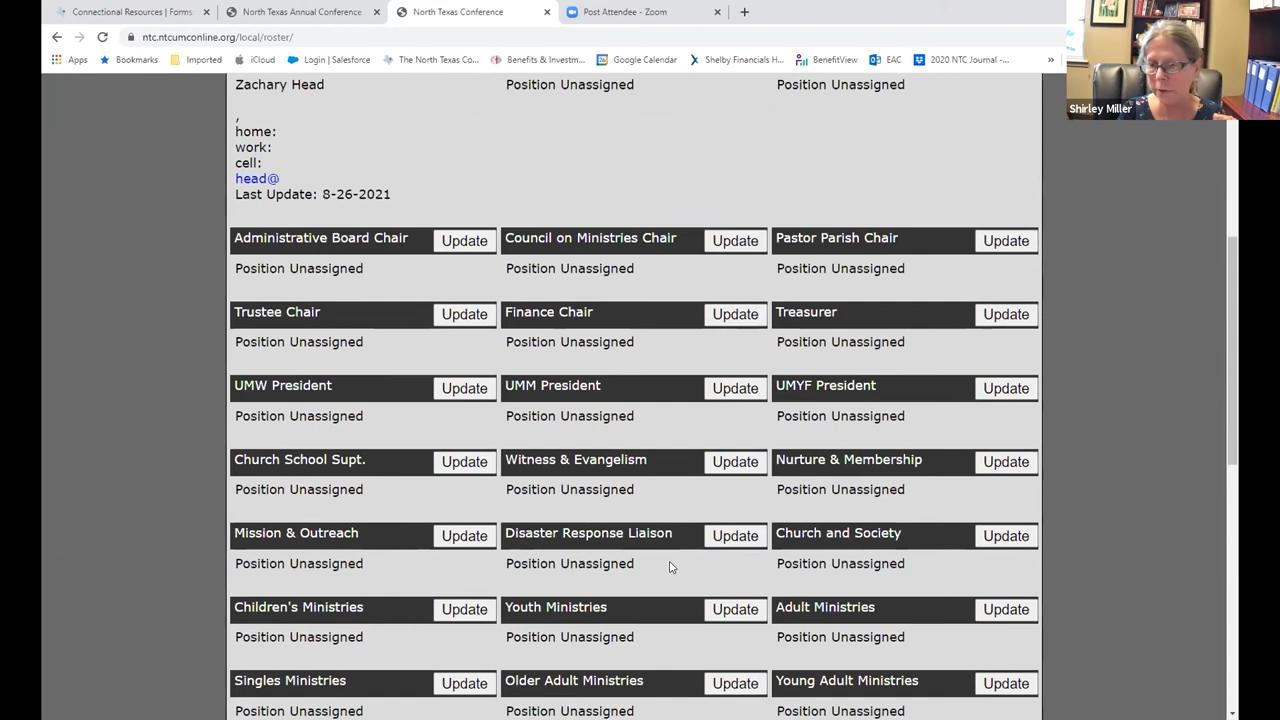 Connectional Resources | Forms
North Texas Annual Conference
North Texas Conference
Post Attendee - Zoom
ntc.ntcumconline.org/local/roster/
Apps
Bookmarks
Imported
iCloud
Login | Salesforce
The North Texas Co...
Benefits & Investm...
Google Calendar
Shelby Financials H...
BenefitView
EAC
2020 NTC Journal -...
»
Shirley Miller
Zachary Head
Position Unassigned
Position Unassigned
,
home:
work:
cell:
head@
Last Update: 8-26-2021
Administrative Board Chair Update Council on Ministries Chair Update Pastor Parish Chair Update
Position Unassigned Position Unassigned Position Unassigned
Trustee Chair Update Finance Chair Update Treasurer Update
Position Unassigned Position Unassigned Position Unassigned
UMW President Update UMM President Update UMYF President Update
Position Unassigned Position Unassigned Position Unassigned
Church School Supt. Update Witness & Evangelism Update Nurture & Membership Update
Position Unassigned Position Unassigned Position Unassigned
Mission & Outreach Update Disaster Response Liaison Update Church and Society Update
Position Unassigned Position Unassigned Position Unassigned
Children's Ministries Update Youth Ministries Update Adult Ministries Update
Position Unassigned Position Unassigned Position Unassigned
Singles Ministries Update Older Adult Ministries Update Young Adult Ministries Update
Position Unassigned Position Unassigned Position Unassigned